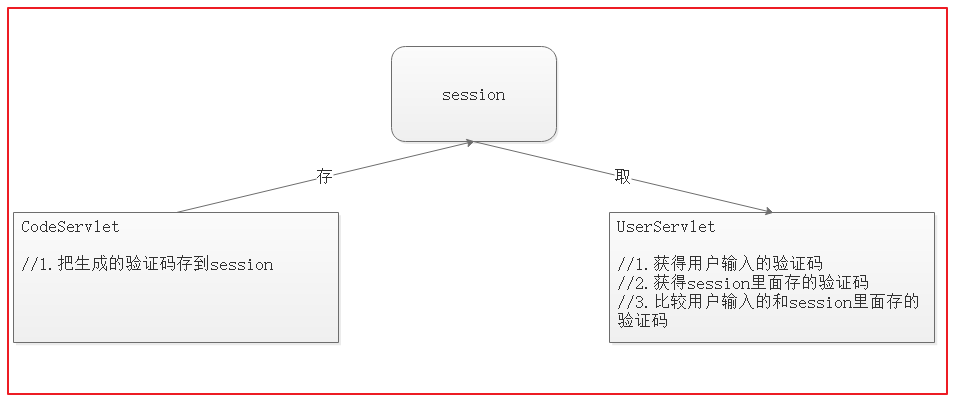 session
存
取
CodeServlet
//1.把生成的验证码存到session
UserServlet
//1.获得用户输入的验证码
//2.获得session里面存的验证码
//3.比较用户输入的和session里面存的
验证码